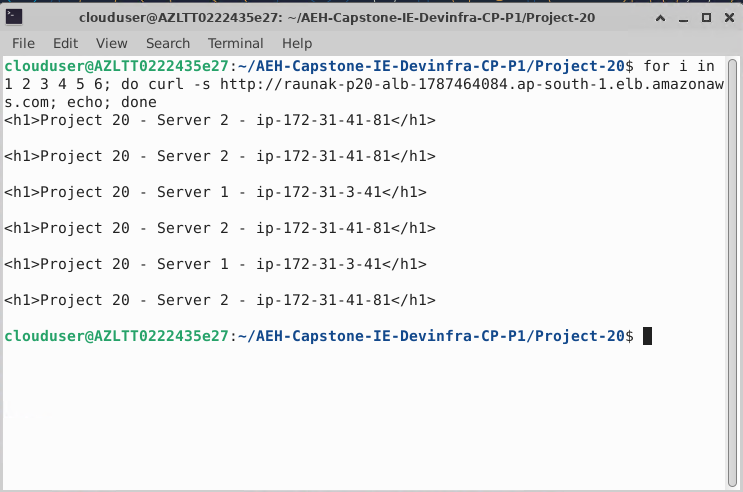 clouduser@AZLTT0222435e27: ~/AEH-Capstone-IE-Devinfra-CP-P1/Project-20
File Edit View Search Terminal Help
clouduser@AZLTT0222435e27:~/AEH-Capstone-IE-Devinfra-CP-P1/Project-20$ for i in
1 2 3 4 5 6; do curl -s http://raunak-p20-alb-1787464084.ap-south-1.elb.amazonaw
s.com; echo; done
<h1>Project 20 - Server 2 - ip-172-31-41-81</h1>
<h1>Project 20 - Server 2 - ip-172-31-41-81</h1>
<h1>Project 20 - Server 1 - ip-172-31-3-41</h1>
<h1>Project 20 - Server 2 - ip-172-31-41-81</h1>
<h1>Project 20 - Server 1 - ip-172-31-3-41</h1>
<h1>Project 20 - Server 2 - ip-172-31-41-81</h1>
clouduser@AZLTT0222435e27:~/AEH-Capstone-IE-Devinfra-CP-P1/Project-20$